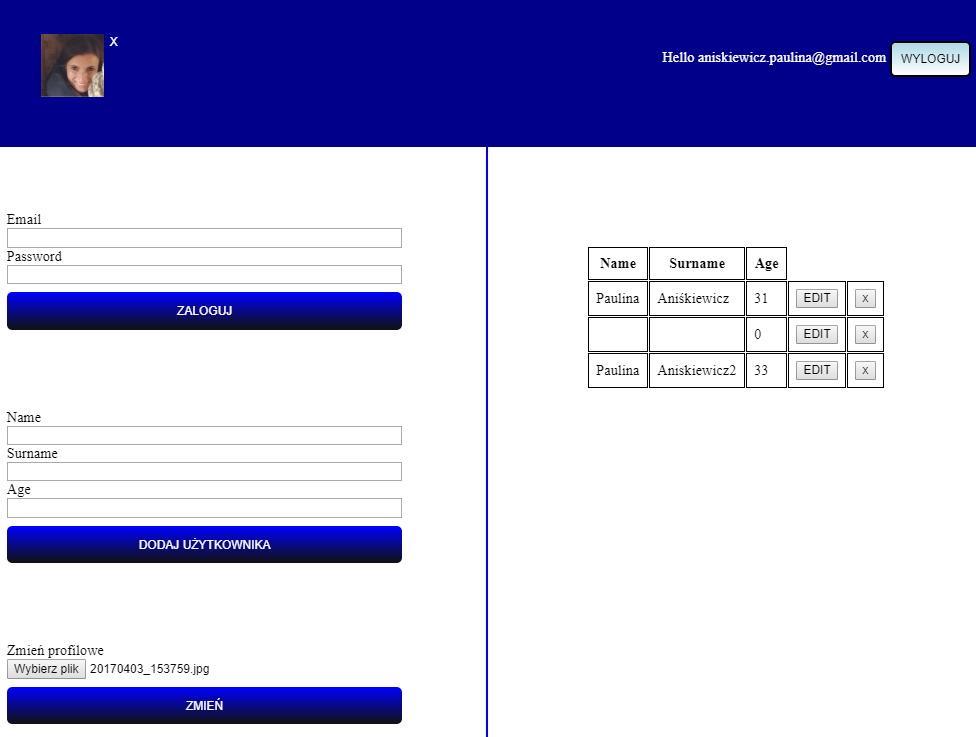 X
Hello aniskiewicz.paulina@gmail.com WYLOGUJ
Email
Password
ZALOGUJ
Name
Surname
Age
DODAJ UŻYTKOWNIKA
Zmień profilowe
Wybierz plik 20170403_153759.jpg
ZMIEŃ
Name Surname Age
Paulina Aniśkiewicz 31 EDIT x
0 EDIT x
Paulina Aniskiewicz2 33 EDIT x